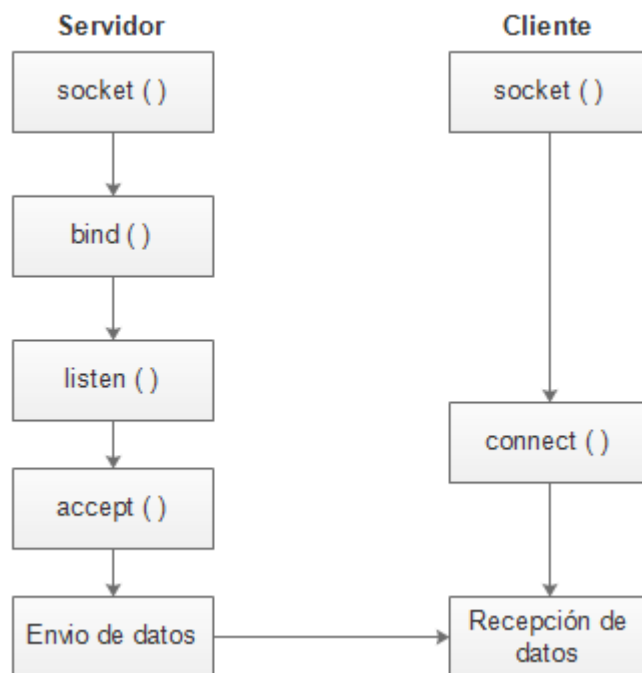 Servidor
Cliente
socket ( )
socket ( )
bind ( )
listen ( )
connect ( )
accept ( )
Envio de datos
Recepción de
datos